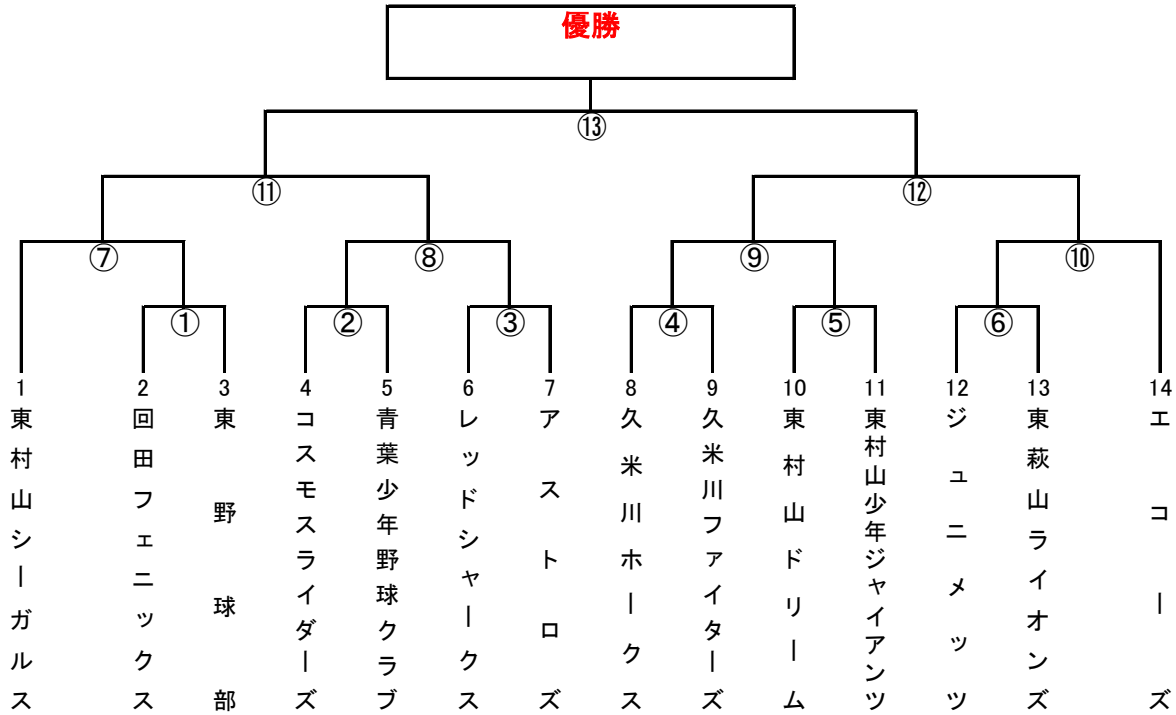 優勝
⑬
⑪
⑫
⑦
⑧
⑨
⑩
①
②
③
④
⑤
⑥
1
2
3
4
5
6
7
8
9
10
11
12
13
14
東村山シーガルス
回田フェニックス
東野球部
コスモスライダーズ
青葉少年野球クラブ
レッドシャークス
アストロズ
久米川ホークス
久米川ファイターズ
東村山ドリーム
東村山少年ジャイアンツ
ジュニメッツ
東萩山ライオンズ
エコーズ